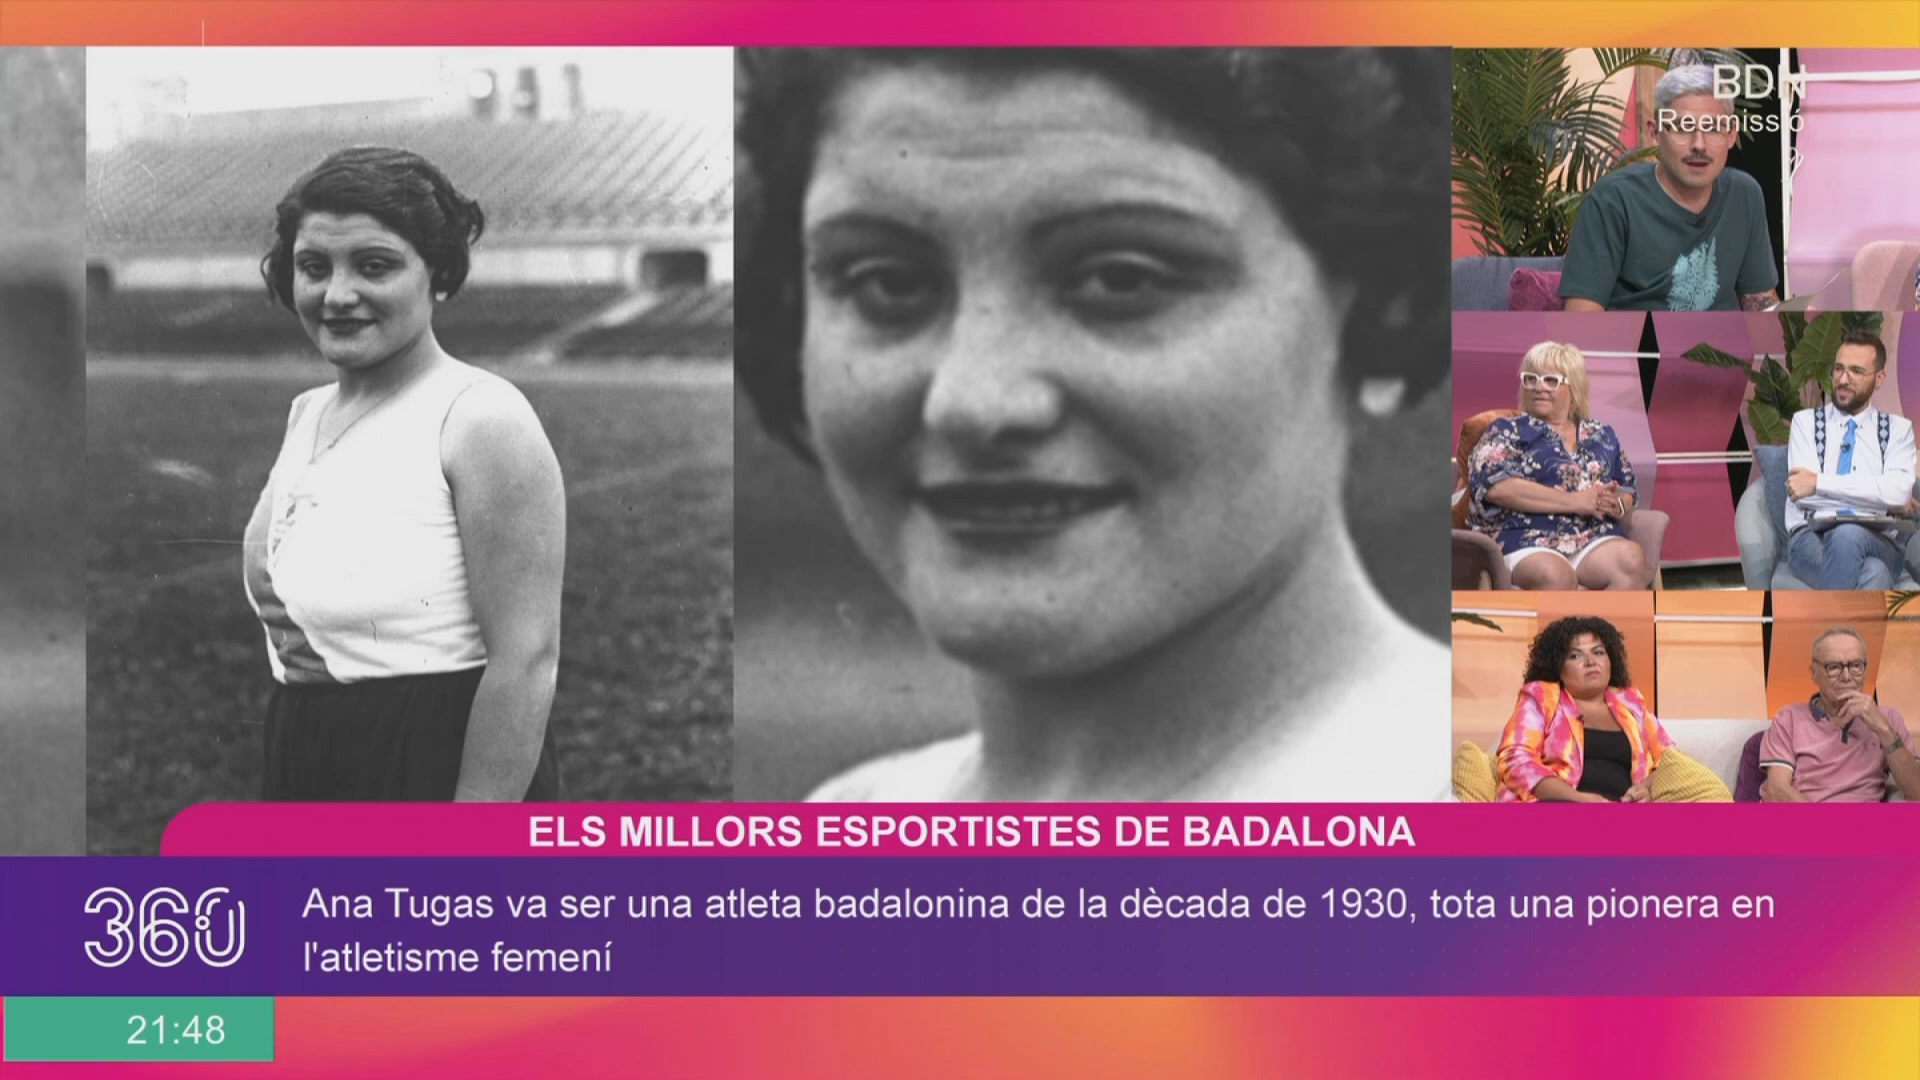 BDH
Reemissió
ELS MILLORS ESPORTISTES DE BADALONA
360
Ana Tugas va ser una atleta badalonina de la dècada de 1930, tota una pionera en
l'atletisme femení
21:48